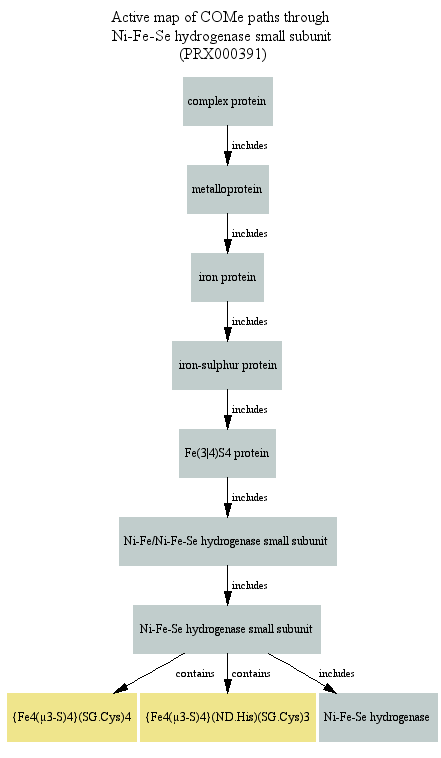 Active map of COMe paths through
Ni-Fe-Se hydrogenase small subunit
(PRX000391)
complex protein
includes
metalloprotein
includes
iron protein
includes
iron-sulphur protein
includes
Fe(3|4)S4 protein
includes
Ni-Fe/Ni-Fe-Se hydrogenase small subunit
includes
Ni-Fe-Se hydrogenase small subunit
contains
contains
includes
{Fe4(μ3-S)4}(SG.Cys)4
{Fe4(μ3-S)4}(ND.His)(SG.Cys)3
Ni-Fe-Se hydrogenase